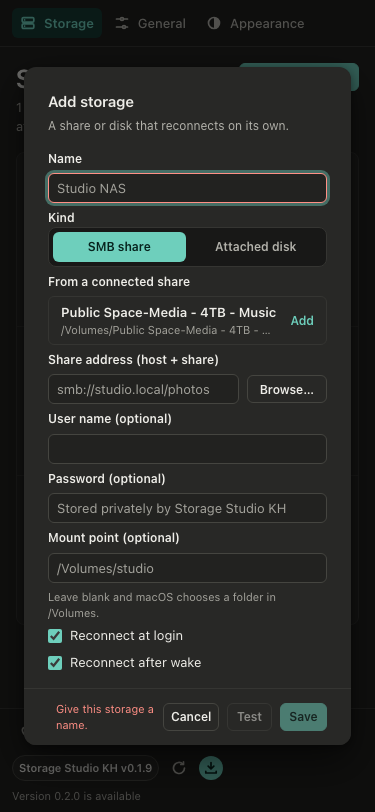 Storage
General
Appearance
Add storage
A share or disk that reconnects on its own.
Name
Studio NAS
Kind
SMB share
Attached disk
From a connected share
Public Space-Media - 4TB - Music
/Volumes/Public Space-Media - 4TB - ...
Add
Share address (host + share)
smb://studio.local/photos
Browse...
User name (optional)
Password (optional)
Stored privately by Storage Studio KH
Mount point (optional)
/Volumes/studio
Leave blank and macOS chooses a folder in
/Volumes.
Reconnect at login
Reconnect after wake
Give this storage a
name.
Cancel
Test
Save
Storage Studio KH v0.1.9
Version 0.2.0 is available